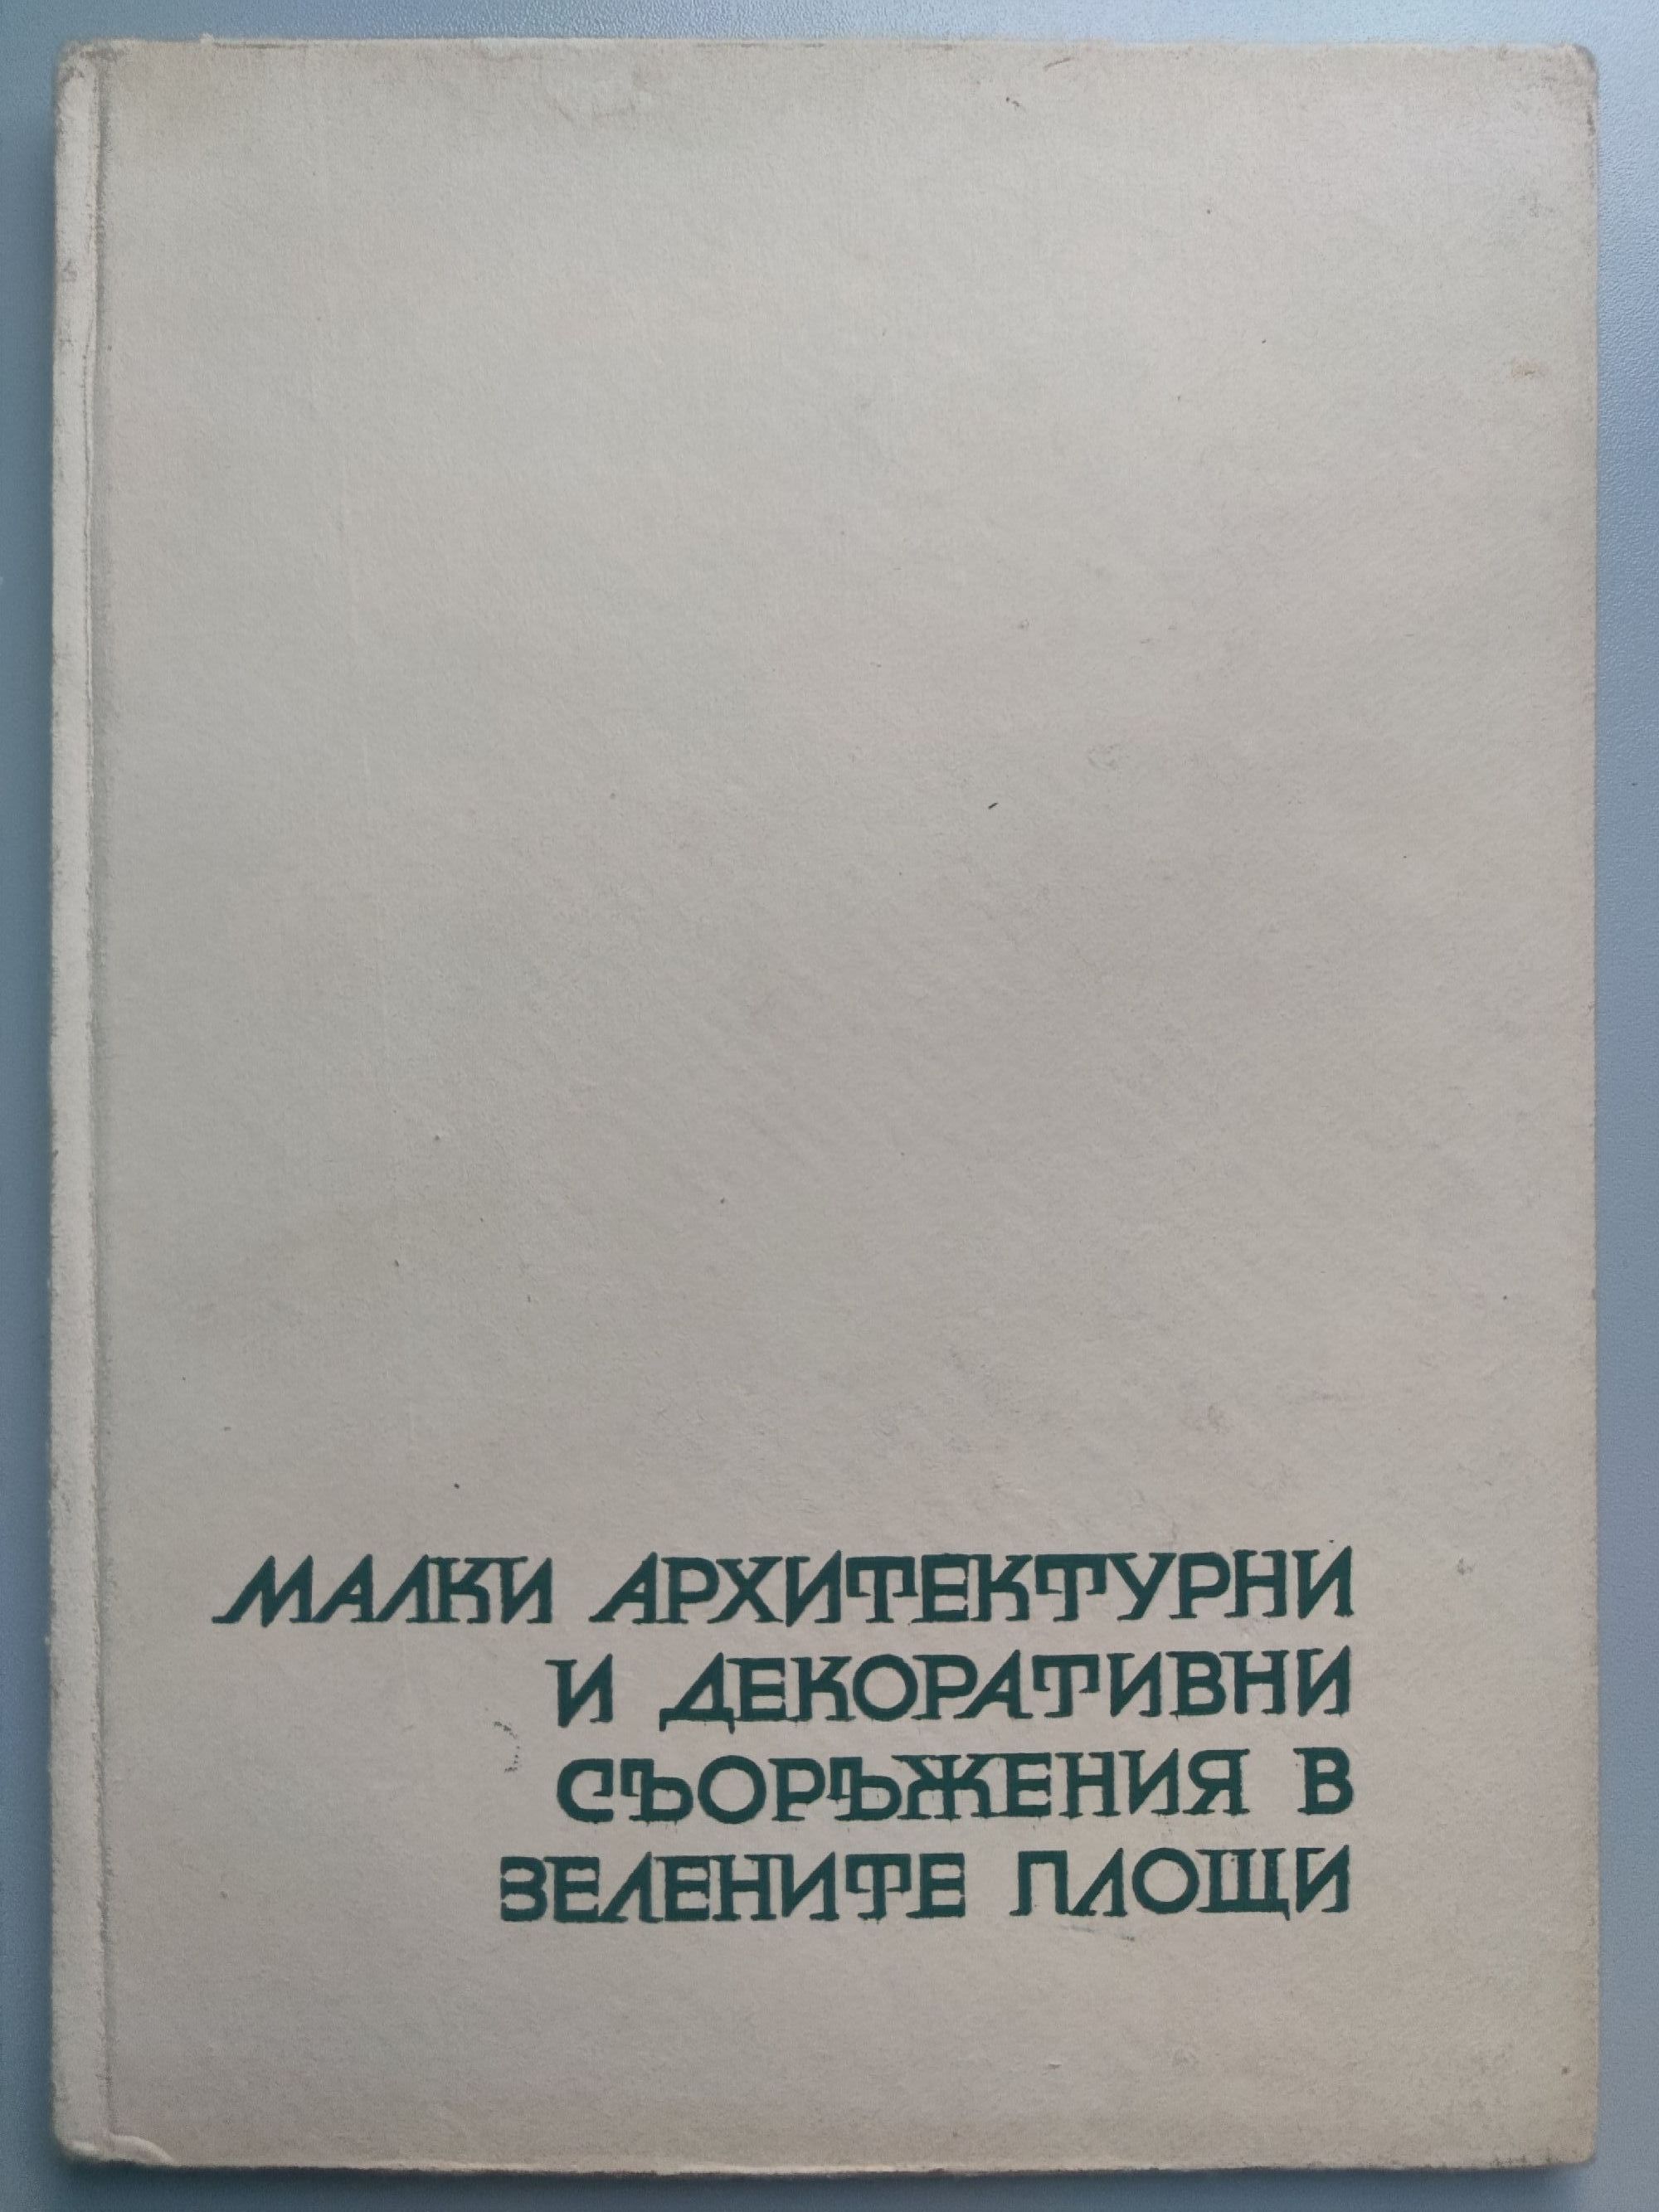 МАЛКИ АРХИТЕКТУРНИ
И ДЕКОРАТИВНИ
СЪОРЪЖЕНИЯ В
ЗЕЛЕНИТЕ ПЛОЩИ